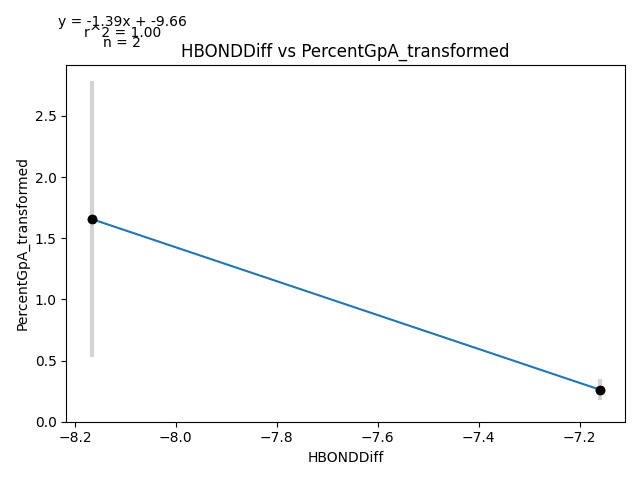 y = -1.39x + -9.66
r^2 = 1.00
n = 2
HBONDDiff vs PercentGpA_transformed
PercentGpA_transformed
2.5
2.0
1.5
1.0
0.5
0.0
−8.2
−8.0
−7.8
−7.6
−7.4
−7.2
HBONDDiff